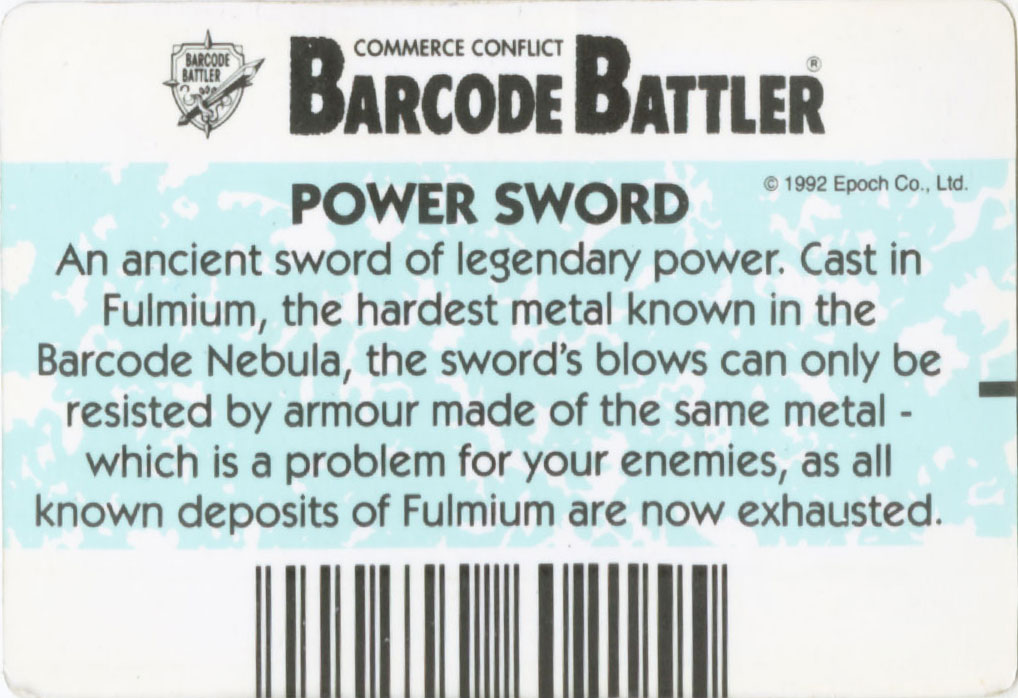 BARCODE
BATTLER
COMMERCE CONFLICT
BARCODE BATTLER®
© 1992 Epoch Co., Ltd.
POWER SWORD
An ancient sword of legendary power. Cast in
Fulmium, the hardest metal known in the
Barcode Nebula, the sword's blows can only be
resisted by armour made of the same metal -
which is a problem for your enemies, as all
known deposits of Fulmium are now exhausted.